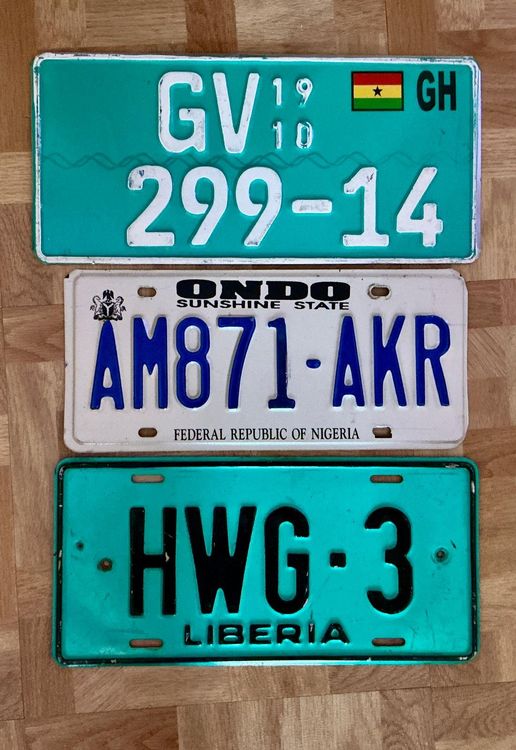 GV 19
10
GH
299-14
ONDO
SUNSHINE STATE
AM871-AKR
FEDERAL REPUBLIC OF NIGERIA
HWG-3
LIBERIA